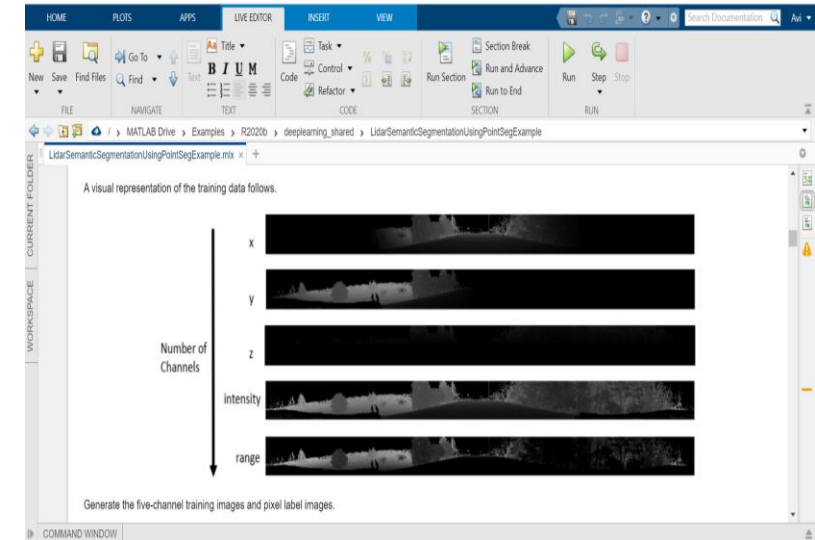 HOME PLOTS APPS LIVE EDITOR INSERT VIEW Search Documentation Avi
New Save Find Files
Go To
Find
FILE
NAVIGATE
Text
Aa Title
B I U M
TEXT
Code
Task
Control
Refactor
CODE
Run Section
Section Break
Run and Advance
Run to End
SECTION
Run Step Stop
RUN
/ > MATLAB Drive > Examples > R2020b > deeplearning_shared > LidarSemanticSegmentationUsingPointSegExample
LidarSemanticSegmentationUsingPointSegExample.mlx × +
CURRENT FOLDER
WORKSPACE
A visual representation of the training data follows.
x
y
z
intensity
range
Number of
Channels
Generate the five-channel training images and pixel label images.
COMMAND WINDOW